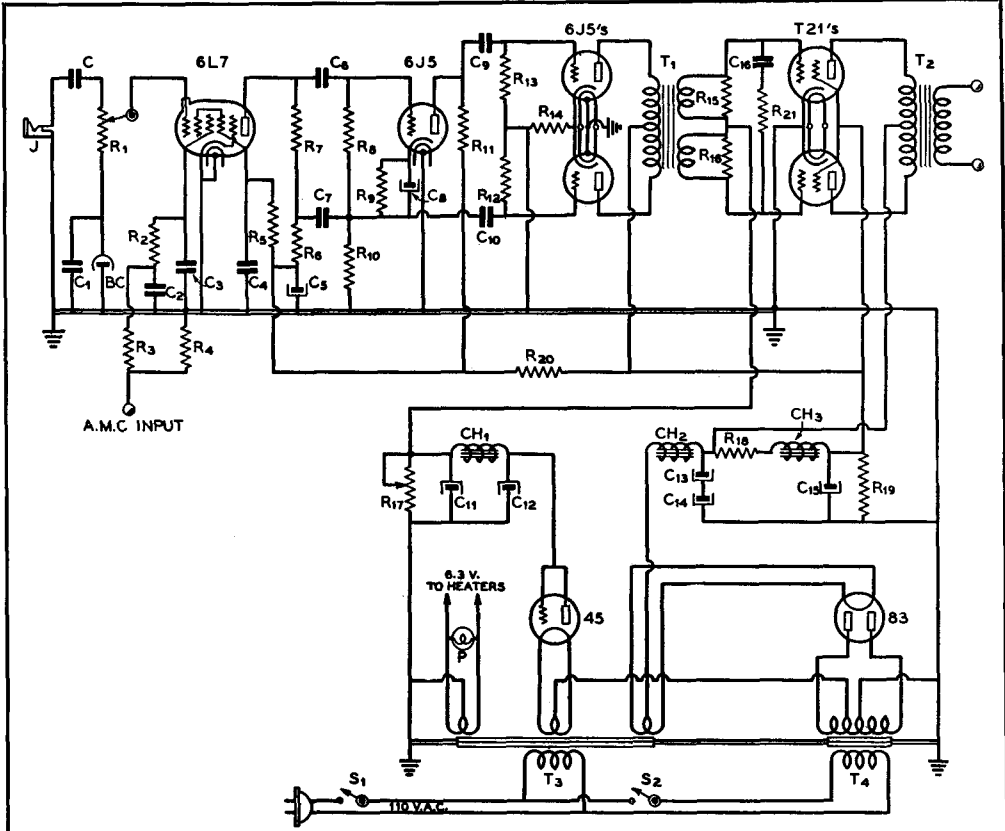 6L7
6J5
6J5's
T21's
C
C6
C9
T1
C16
T2
R13
R14
R15
R21
J
R1
R7
R8
R11
R16
R9
C8
R12
C7
C10
R2
R5
R6
R10
C1
BC
C2
C3
C4
C5
R3
R4
R20
A.M.C INPUT
CH1
CH2
R18
CH3
C13
R17
C11
C12
C14
C15
R19
6.3 V.
TO HEATERS
P
45
83
S1
T3
S2
T4
110 V.A.C.